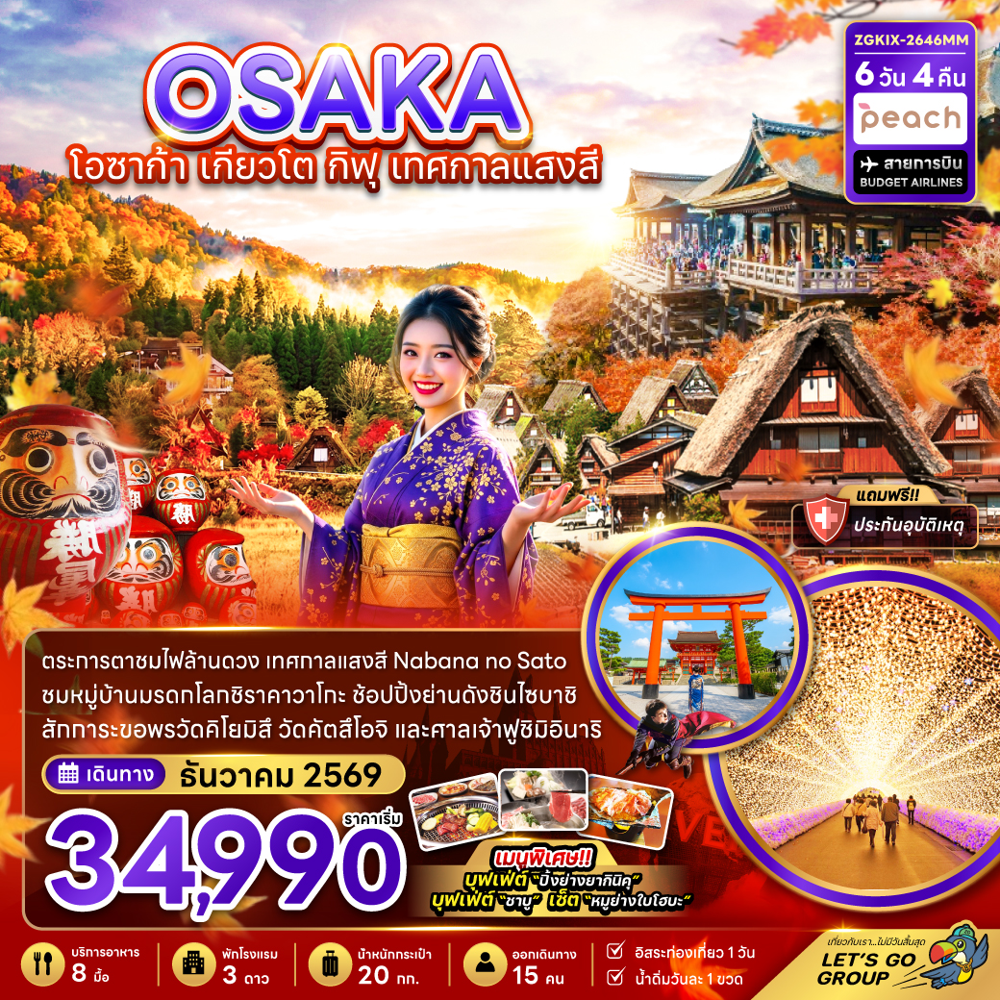 OSAKA
โอซาก้า เกียวโต กิฟุ เทศกาลแสงสี
ZGKIX-2646MM
6 วัน 4 คืน
peach
สายการบิน
BUDGET AIRLINES
แถมฟรี!!
ประกันอุบัติเหตุ
ตระการตาชมไฟล้านดวง เทศกาลแสงสี Nabana no Sato
ชมหมู่บ้านมรดกโลกชิราคาวาโกะ ช้อปปิ้งย่านดังชินไซบาชิ
สักการะขอพรวัดคิโยมิสึ วัดคัตสึโอจิ และศาลเจ้าฟูชิมิอินาริ
เดินทาง ธันวาคม 2569
ราคาเริ่ม
34,990
เมนูพิเศษ!!
บุฟเฟ่ต์ "ปิ้งย่างยากินิคุ"
บุฟเฟ่ต์ "ชาบู" เซ็ต "หมูย่างใบโฮบะ"
บริการอาหาร
8 มื้อ
พักโรงแรม
3 ดาว
น้ำหนักกระเป๋า
20 กก.
ออกเดินทาง
15 คน
อิสระท่องเที่ยว 1 วัน
น้ำดื่มวันละ 1 ขวด
เที่ยวกับเรา...ไม่มีวันสิ้นสุด
LET'S GO
GROUP